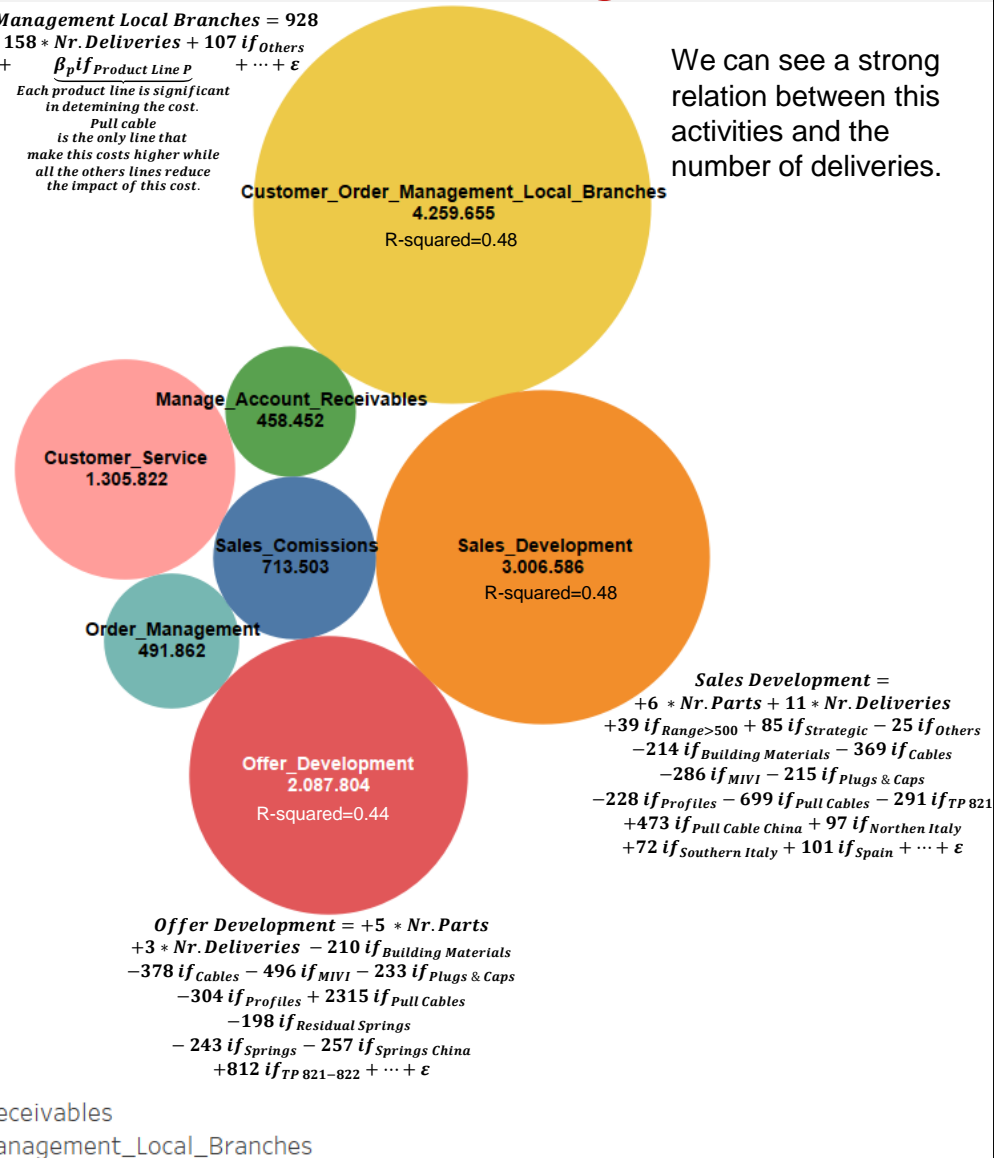 Management Local Branches = 928
158 * Nr. Deliveries + 107 if Others
+ βp if Product Line P + ⋯ + ε
Each product line is significant
in detemining the cost.
Pull cable
is the only line that
make this costs higher while
all the others lines reduce
the impact of this cost.
We can see a strong
relation between this
activities and the
number of deliveries.
Customer_Order_Management_Local_Branches
4.259.655
R-squared=0.48
Manage_Account_Receivables
458.452
Customer_Service
1.305.822
Sales_Comissions
713.503
Sales_Development
3.006.586
R-squared=0.48
Order_Management
491.862
Offer_Development
2.087.804
R-squared=0.44
Sales Development =
+6 * Nr. Parts + 11 * Nr. Deliveries
+39 if Range>500 + 85 if Strategic − 25 if Others
−214 if Building Materials − 369 if Cables
−286 if MIVI − 215 if Plugs & Caps
−228 if Profiles − 699 if Pull Cables − 291 if TP 821
+473 if Pull Cable China + 97 if Northen Italy
+72 if Southern Italy + 101 if Spain + ⋯ + ε
Offer Development = +5 * Nr. Parts
+3 * Nr. Deliveries − 210 if Building Materials
−378 if Cables − 496 if MIVI − 233 if Plugs & Caps
−304 if Profiles + 2315 if Pull Cables
−198 if Residual Springs
− 243 if Springs − 257 if Springs China
+812 if TP 821−822 + ⋯ + ε
eceivables
anagement_Local_Branches